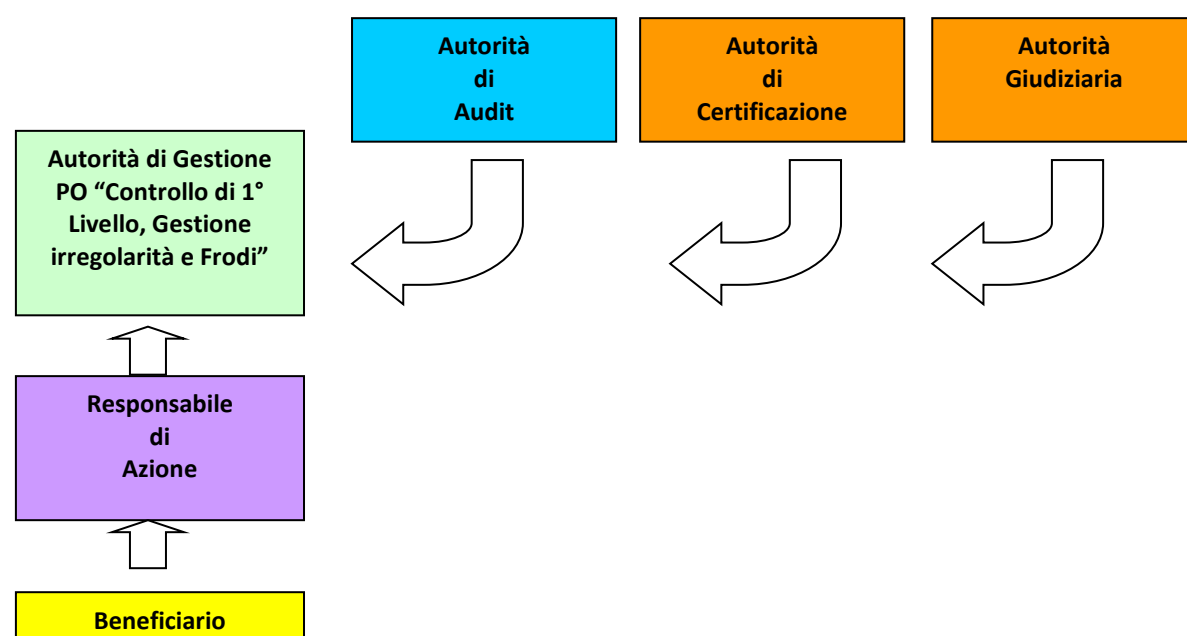 Autorità
di
Audit
Autorità
di
Certificazione
Autorità
Giudiziaria
Autorità di Gestione
PO “Controllo di 1°
Livello, Gestione
irregolarità e Frodi”
Responsabile
di
Azione
Beneficiario